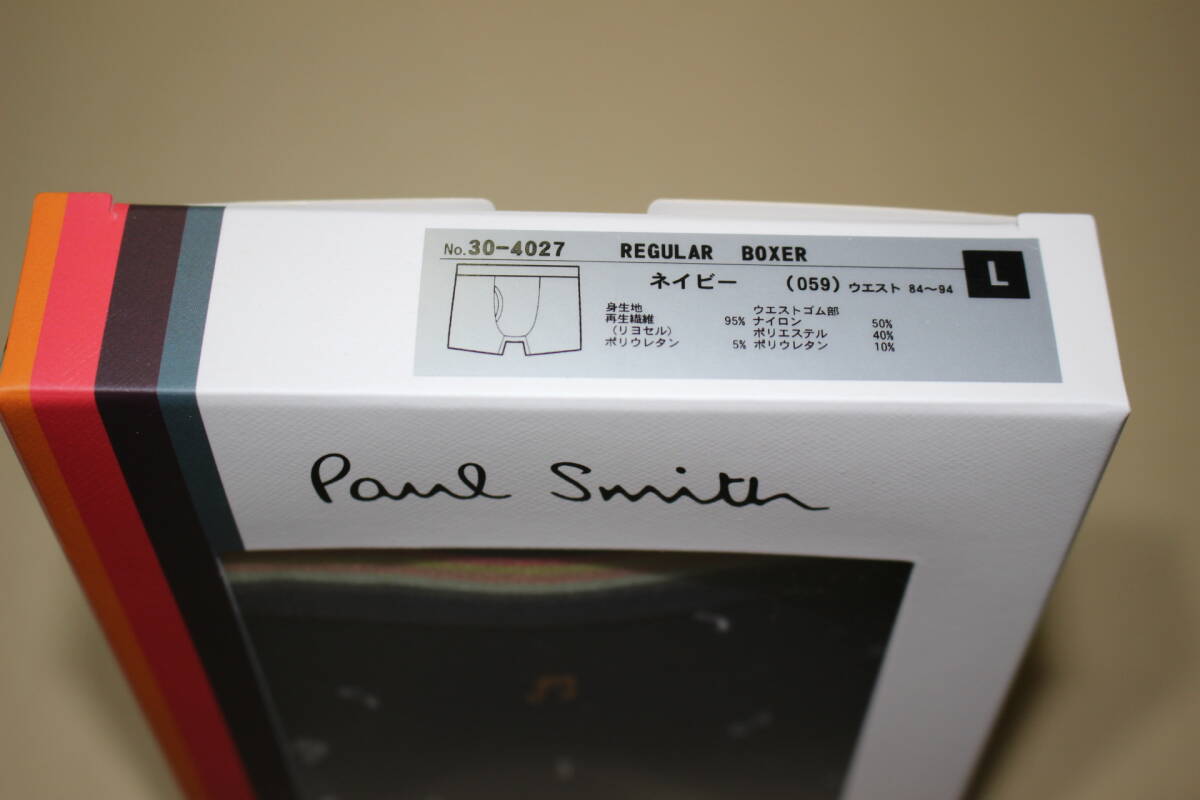 No.30-4027 REGULAR BOXER L
ネイビー (059) ウエスト 84〜94
身生地 ウエストゴム部
再生繊維 95% ナイロン 50%
(リヨセル) ポリエステル 40%
ポリウレタン 5% ポリウレタン 10%
Paul Smith